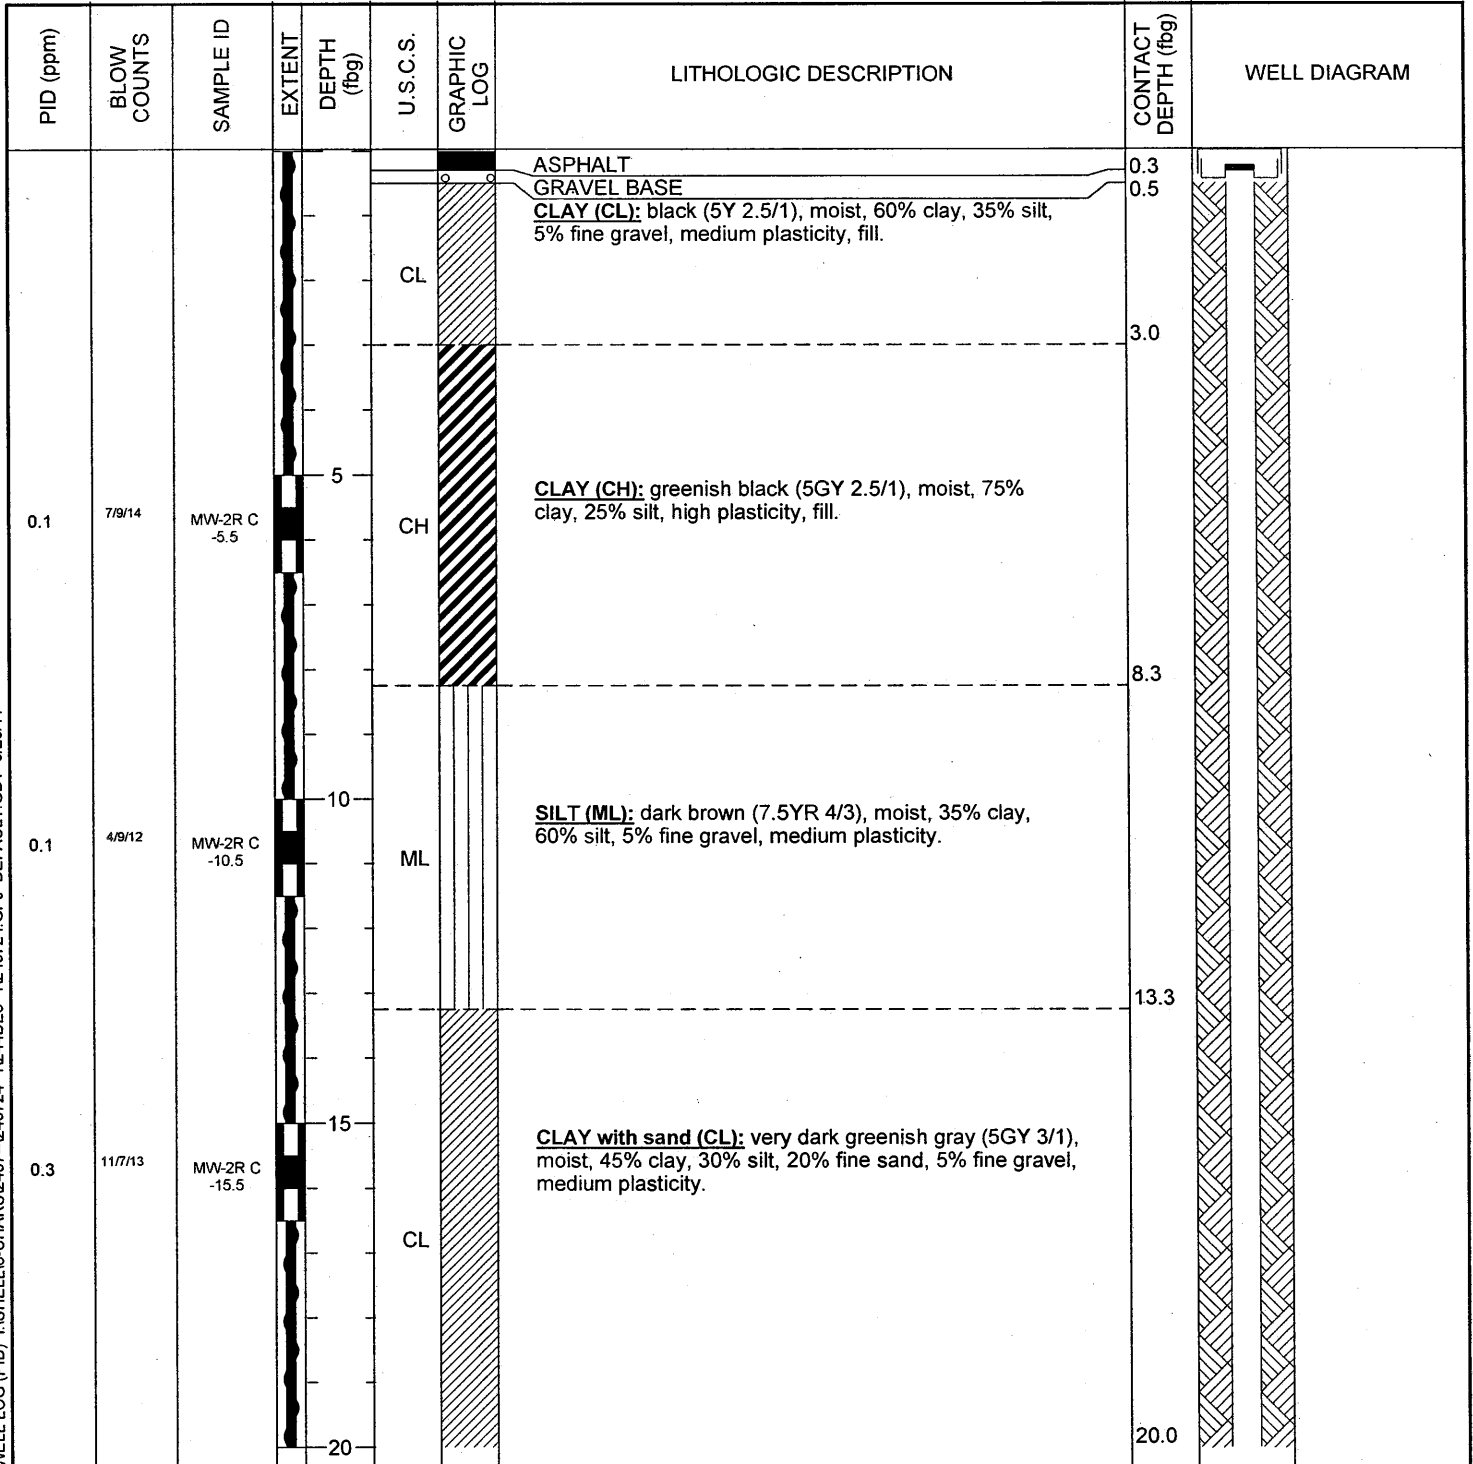 PID (ppm)
BLOW
COUNTS
SAMPLE ID
EXTENT
DEPTH
(fbg)
U.S.C.S.
GRAPHIC
LOG
LITHOLOGIC DESCRIPTION
CONTACT
DEPTH (fbg)
WELL DIAGRAM
ASPHALT
0.3
GRAVEL BASE
0.5
CLAY (CL): black (5Y 2.5/1), moist, 60% clay, 35% silt,
5% fine gravel, medium plasticity, fill.
CL
3.0
5
CLAY (CH): greenish black (5GY 2.5/1), moist, 75%
clay, 25% silt, high plasticity, fill.
0.1
7/9/14
MW-2R C
-5.5
CH
8.3
10
SILT (ML): dark brown (7.5YR 4/3), moist, 35% clay,
60% silt, 5% fine gravel, medium plasticity.
0.1
4/9/12
MW-2R C
-10.5
ML
13.3
15
CLAY with sand (CL): very dark greenish gray (5GY 3/1),
moist, 45% clay, 30% silt, 20% fine sand, 5% fine gravel,
medium plasticity.
0.3
11/7/13
MW-2R C
-15.5
CL
20.0
20